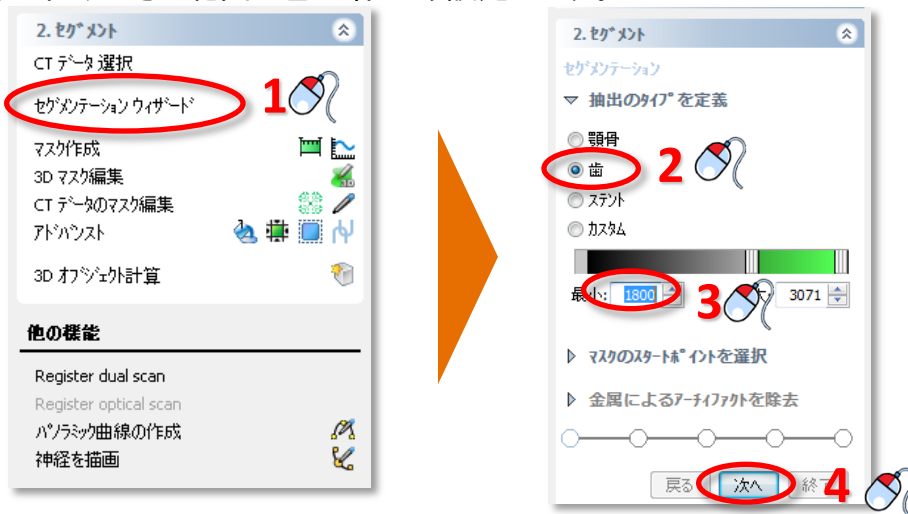 2. セグメント
CT データ 選択
セグメンテーション ウィザード
マスク作成
3D マスク編集
CT データのマスク編集
アドバンスト
3D オブジェクト計算
他の機能
Register dual scan
Register optical scan
パノラミック曲線の作成
神経を描画
1
2. セグメント
セグメンテーション
抽出のタイプを定義
顎骨
歯
ステント
カスタム
2
最小: 1800
3071
3
マスクのスタートポイントを選択
金属によるアーチィファクトを除去
戻る 次へ
4